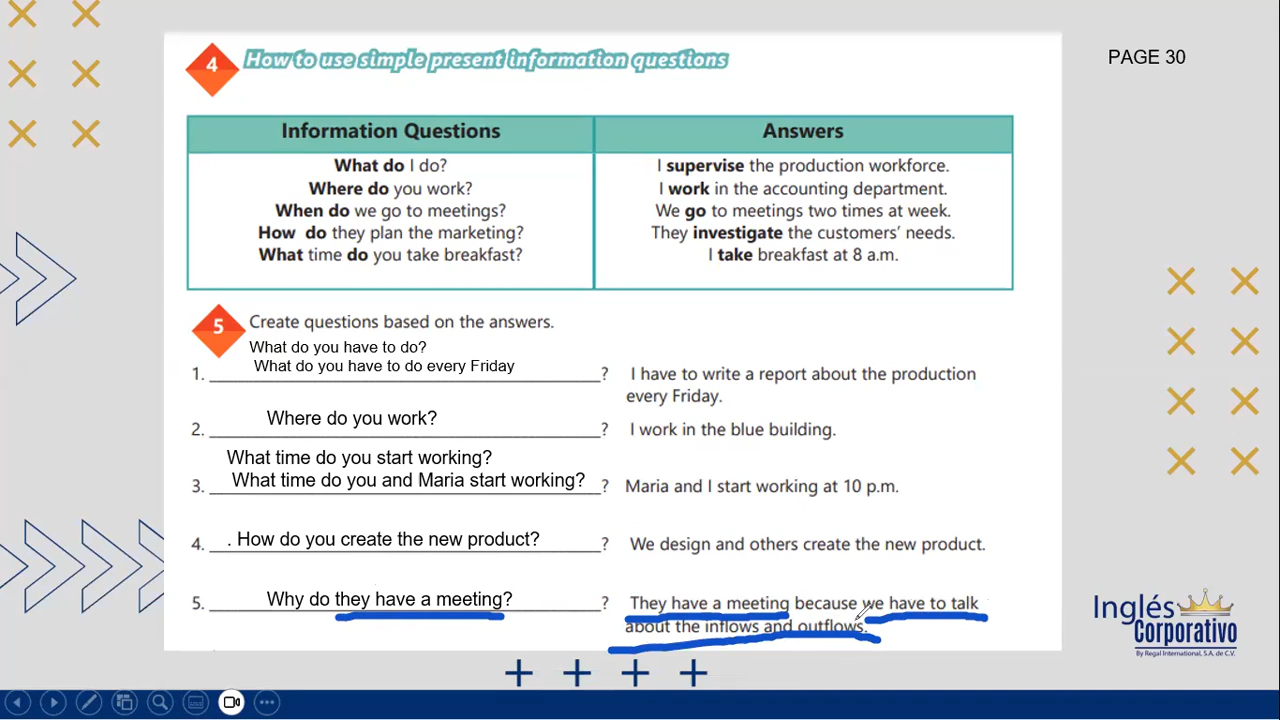 PAGE 30
4 How to use simple present information questions
Information Questions
Answers
What do I do?
I supervise the production workforce.
Where do you work?
I work in the accounting department.
When do we go to meetings?
We go to meetings two times at week.
How do they plan the marketing?
They investigate the customers’ needs.
What time do you take breakfast?
I take breakfast at 8 a.m.
5 Create questions based on the answers.
What do you have to do?
What do you have to do every Friday
1. ______________________________? I have to write a report about the production
every Friday.
Where do you work?
2. ______________________________? I work in the blue building.
What time do you start working?
What time do you and Maria start working?
3. ______________________________? Maria and I start working at 10 p.m.
. How do you create the new product?
4. ______________________________? We design and others create the new product.
Why do they have a meeting?
5. ______________________________? They have a meeting because we have to talk
about the inflows and outflows.
Inglés
Corporativo
By Regal International, S.A. de C.V.